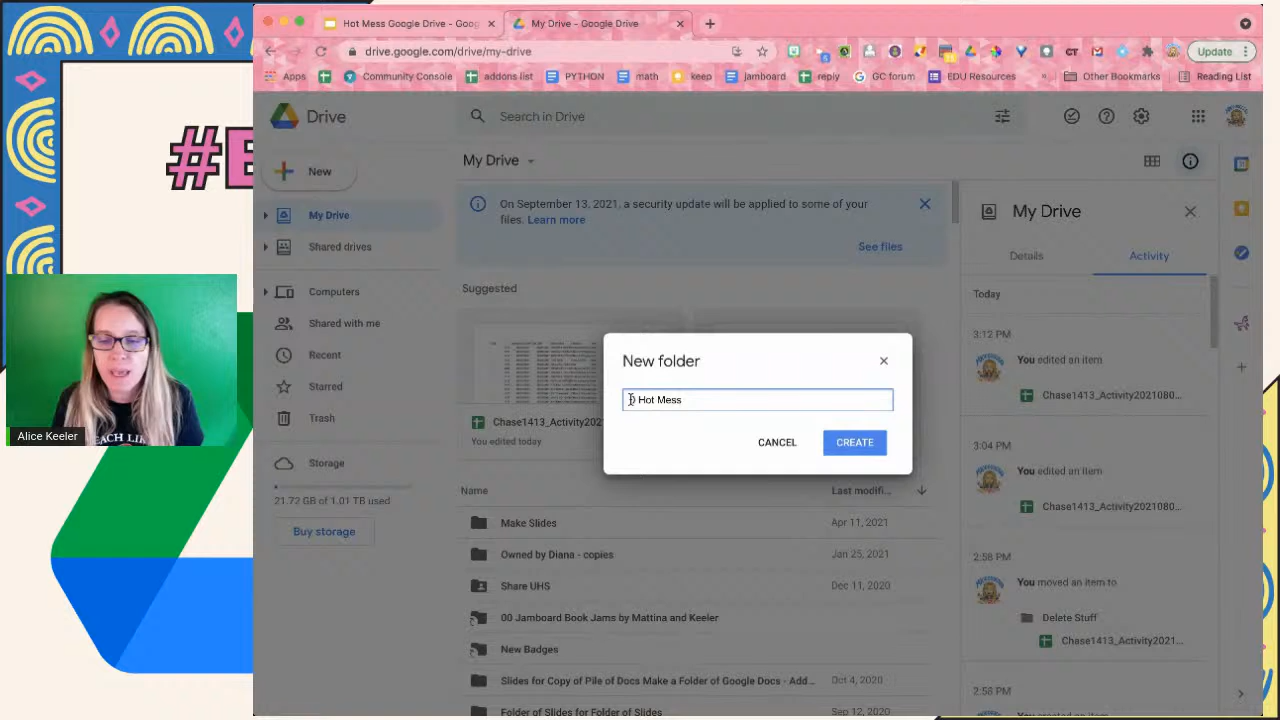 Hot Mess Google Drive - Goog
My Drive - Google Drive
drive.google.com/drive/my-drive
Update
Apps
Community Console
addons list
PYTHON
math
keep
Jamboard
reply
GC forum
EDU Resources
»
Other Bookmarks
Reading List
Drive
Search in Drive
New
My Drive
Shared drives
Computers
Shared with me
Recent
Starred
Trash
Storage
21.72 GB of 1.01 TB used
Buy storage
My Drive
On September 13, 2021, a security update will be applied to some of your
files. Learn more
See files
Suggested
Chase1413_Activity202
You edited today
New folder
Hot Mess
CANCEL
CREATE
Name
Last modifi...
Make Slides
Apr 11, 2021
Owned by Diana - copies
Jan 25, 2021
Share UHS
Dec 11, 2020
00 Jamboard Book Jams by Mattina and Keeler
New Badges
Slides for Copy of Pile of Docs Make a Folder of Google Docs - Add...
Oct 4, 2020
Folder of Slides for Folder of Slides
Sep 12, 2020
My Drive
Details
Activity
Today
3:12 PM
You edited an item
Chase1413_Activity2021080...
3:04 PM
You edited an item
Chase1413_Activity2021080...
2:58 PM
You moved an item to
Delete Stuff
Chase1413_Activity2021...
2:58 PM
Alice Keeler